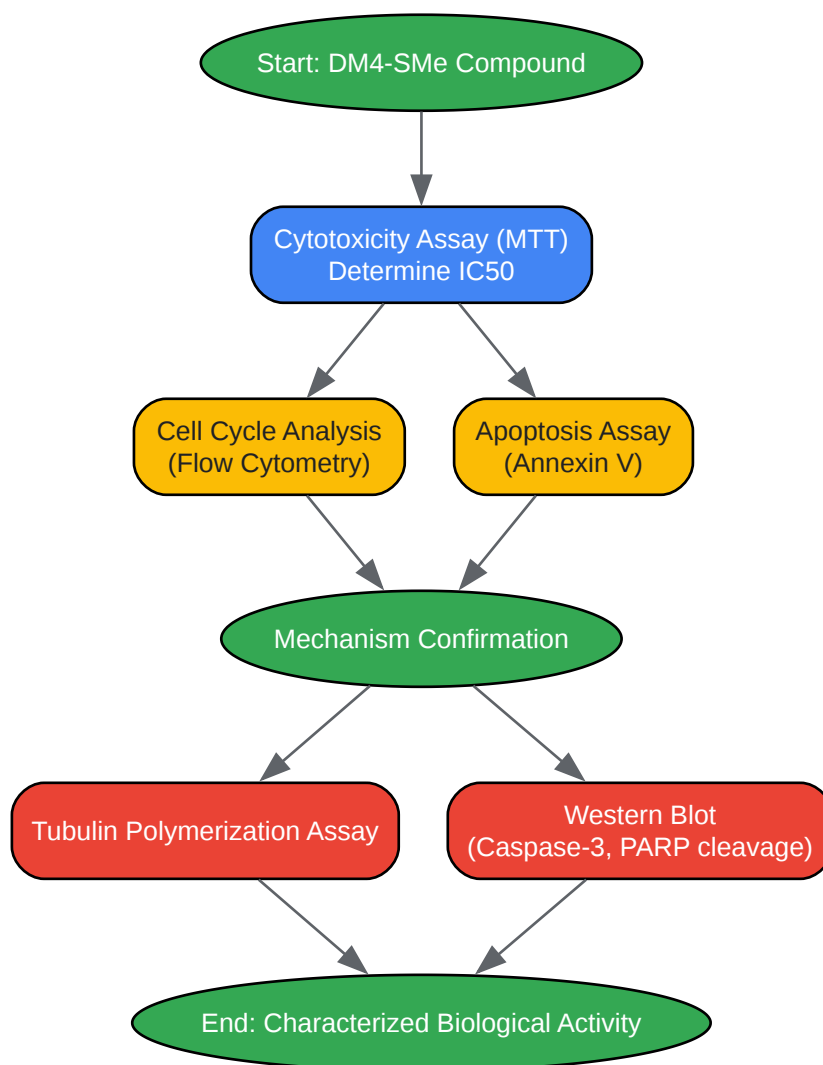 Start: DM4-SMe Compound
Cytotoxicity Assay (MTT)
Determine IC50
Cell Cycle Analysis
(Flow Cytometry)
Apoptosis Assay
(Annexin V)
Mechanism Confirmation
Tubulin Polymerization Assay
Western Blot
(Caspase-3, PARP cleavage)
End: Characterized Biological Activity